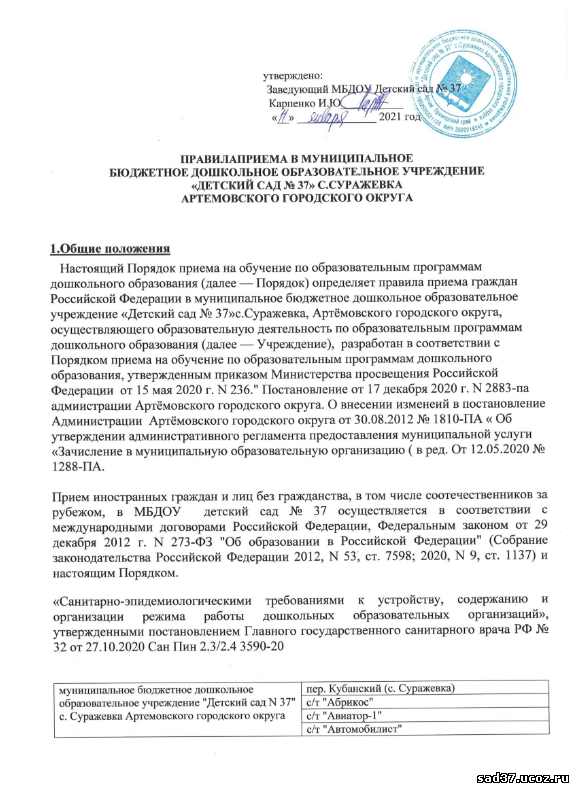 утверждено:
Заведующий МБДОУ Детский сад № 37
Карпенко И.Ю
«11» января 2021 год
ПРАВИЛАПРИЕМА В МУНИЦИПАЛЬНОЕ
БЮДЖЕТНОЕ ДОШКОЛЬНОЕ ОБРАЗОВАТЕЛЬНОЕ УЧРЕЖДЕНИЕ
«ДЕТСКИЙ САД № 37» С.СУРАЖЕВКА
АРТЕМОВСКОГО ГОРОДСКОГО ОКРУГА
1.Общие положения
Настоящий Порядок приема на обучение по образовательным программам
дошкольного образования (далее — Порядок) определяет правила приема граждан
Российской Федерации в муниципальное бюджетное дошкольное образовательное
учреждение «Детский сад № 37»с.Суражевка, Артёмовского городского округа,
осуществляющего образовательную деятельность по образовательным программам
дошкольного образования (далее — Учреждение), разработан в соответствии с
Порядком приема на обучение по образовательным программам дошкольного
образования, утвержденным приказом Министерства просвещения Российской
Федерации от 15 мая 2020 г. N 236." Постановление от 17 декабря 2020 г. N 2883-па
адмиистрации Артёмовского городского округа. О внесении изменеий в постановление
Администрации Артёмовского городского округа от 30.08.2012 № 1810-ПА « Об
утверждении административного регламента предоставления муниципальной услуги
«Зачисление в муниципальную образовательную организацию ( в ред. От 12.05.2020 №
1288-ПА.
Прием иностранных граждан и лиц без гражданства, в том числе соотечественников за
рубежом, в МБДОУ детский сад № 37 осуществляется в соответствии с
международными договорами Российской Федерации, Федеральным законом от 29
декабря 2012 г. N 273-ФЗ "Об образовании в Российской Федерации" (Собрание
законодательства Российской Федерации 2012, N 53, ст. 7598; 2020, N 9, ст. 1137) и
настоящим Порядком.
«Санитарно-эпидемиологическими требованиями к устройству, содержанию и
организации режима работы дошкольных образовательных организаций»,
утвержденными постановлением Главного государственного санитарного врача РФ №
32 от 27.10.2020 Сан Пин 2.3/2.4 3590-20
муниципальное бюджетное дошкольное
образовательное учреждение "Детский сад N 37"
с. Суражевка Артемовского городского округа
пер. Кубанский (с. Суражевка)
с/т "Абрикос"
с/т "Авиатор-1"
с/т "Автомобилист"
sad37.ucoz.ru